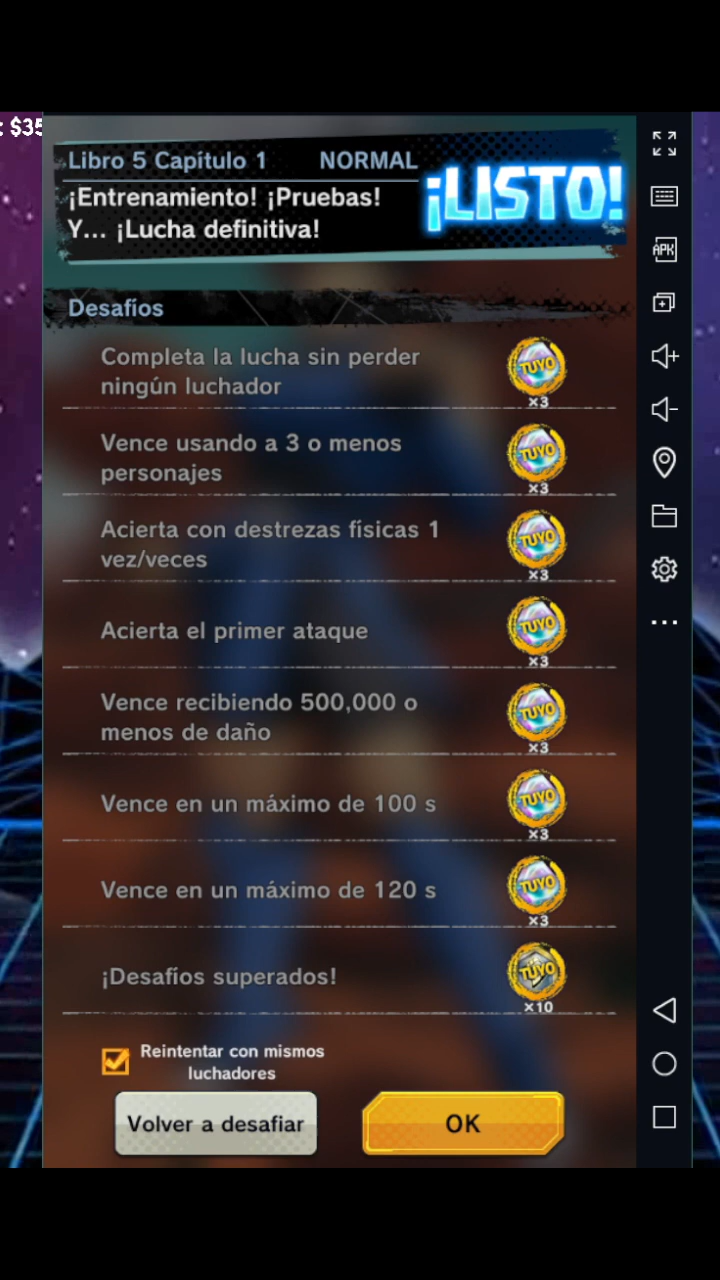 : $35
Libro 5 Capítulo 1 NORMAL
¡LISTO!
¡Entrenamiento! ¡Pruebas!
Y... ¡Lucha definitiva!
Desafíos
Completa la lucha sin perder
ningún luchador
TUYO
×3
Vence usando a 3 o menos
personajes
TUYO
×3
Acierta con destrezas físicas 1
vez/veces
TUYO
×3
Acierta el primer ataque
TUYO
×3
Vence recibiendo 500,000 o
menos de daño
TUYO
×3
Vence en un máximo de 100 s
TUYO
×3
Vence en un máximo de 120 s
TUYO
×3
¡Desafíos superados!
TUYO
×10
Reintentar con mismos
luchadores
Volver a desafiar
OK
APK